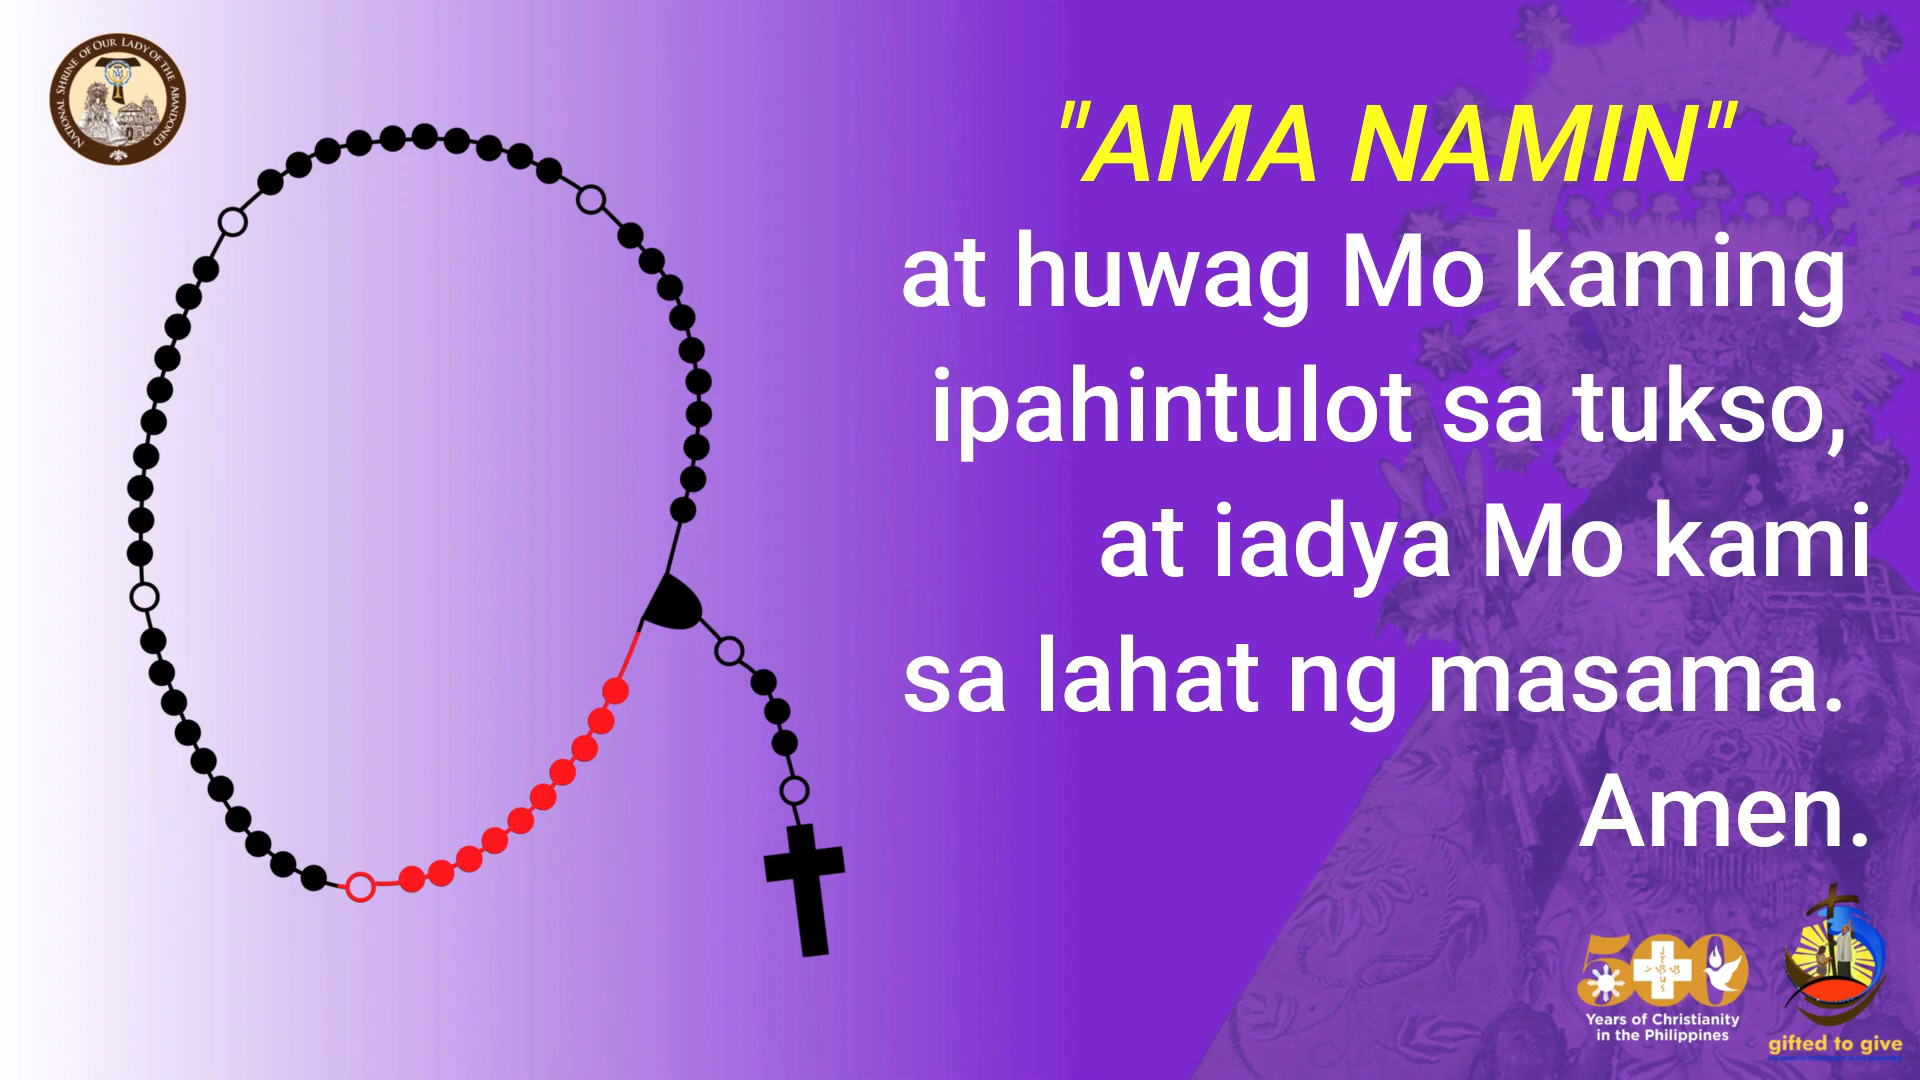 NATIONAL SHRINE OF OUR LADY OF THE ABANDONED
"AMA NAMIN"
at huwag Mo kaming
ipahintulot sa tukso,
at iadya Mo kami
sa lahat ng masama.
Amen.
500
Years of Christianity
in the Philippines
gifted to give